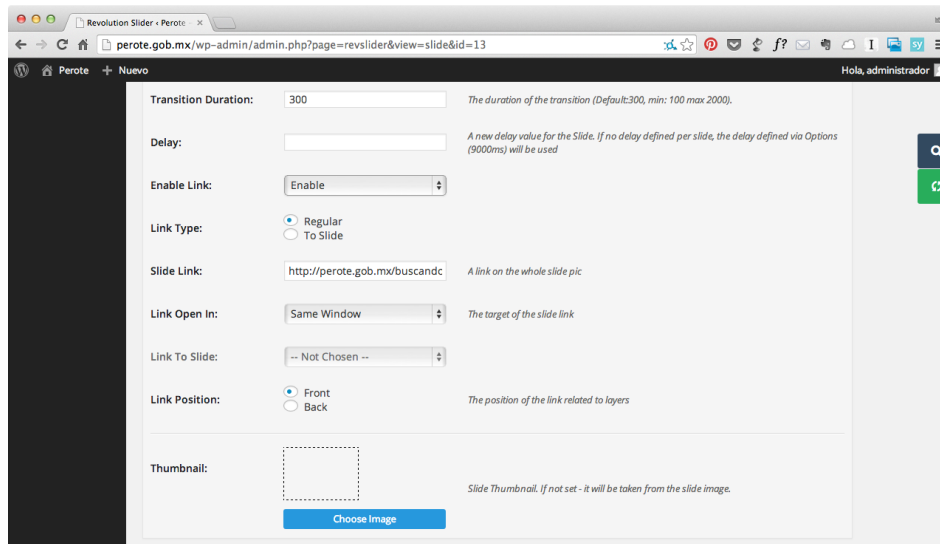 Revolution Slider ‹ Perote -
perote.gob.mx/wp-admin/admin.php?page=revslider&view=slide&id=13
f?
I
sy
Perote + Nuevo
Hola, administrador
Transition Duration: 300 The duration of the transition (Default:300, min: 100 max 2000).
Delay: A new delay value for the Slide. If no delay defined per slide, the delay defined via Options
(9000ms) will be used
Enable Link: Enable
Link Type: Regular
To Slide
Slide Link: http://perote.gob.mx/buscandc A link on the whole slide pic
Link Open In: Same Window The target of the slide link
Link To Slide: -- Not Chosen --
Link Position: Front
Back
The position of the link related to layers
Thumbnail:
Slide Thumbnail. If not set - it will be taken from the slide image.
Choose Image